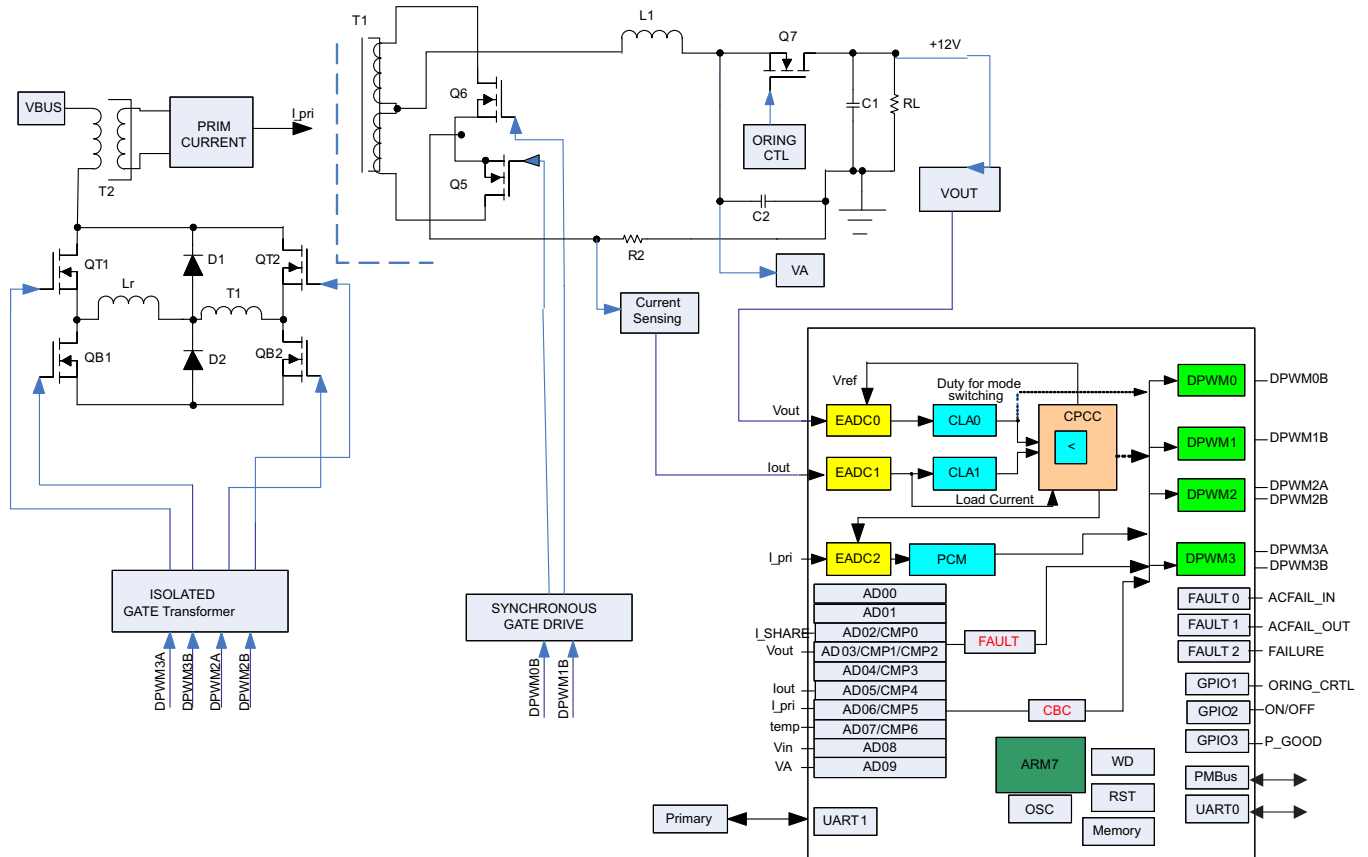 T1
L1
Q7
+12V
VBUS
PRIM
CURRENT
I_pri
Q6
C1
RL
ORING
CTL
T2
Q5
VOUT
C2
R2
VA
QT1
D1
QT2
Lr
T1
Current
Sensing
QB1
D2
QB2
Vref
Duty for mode
switching
DPWM0
DPWM0B
Vout
EADC0
CLA0
CPCC
<
DPWM1
DPWM1B
Iout
EADC1
CLA1
Load Current
DPWM2
DPWM2A
DPWM2B
I_pri
EADC2
PCM
DPWM3
DPWM3A
DPWM3B
ISOLATED
GATE Transformer
SYNCHRONOUS
GATE DRIVE
DPWM3A
DPWM3B
DPWM2A
DPWM2B
DPWM0B
DPWM1B
AD00
AD01
I_SHARE
AD02/CMP0
Vout
AD03/CMP1/CMP2
AD04/CMP3
Iout
AD05/CMP4
I_pri
AD06/CMP5
temp
AD07/CMP6
Vin
AD08
VA
AD09
FAULT
CBC
FAULT 0
ACFAIL_IN
FAULT 1
ACFAIL_OUT
FAULT 2
FAILURE
GPIO1
ORING_CRTL
GPIO2
ON/OFF
GPIO3
P_GOOD
ARM7
WD
PMBus
OSC
RST
UART0
Memory
Primary
UART1